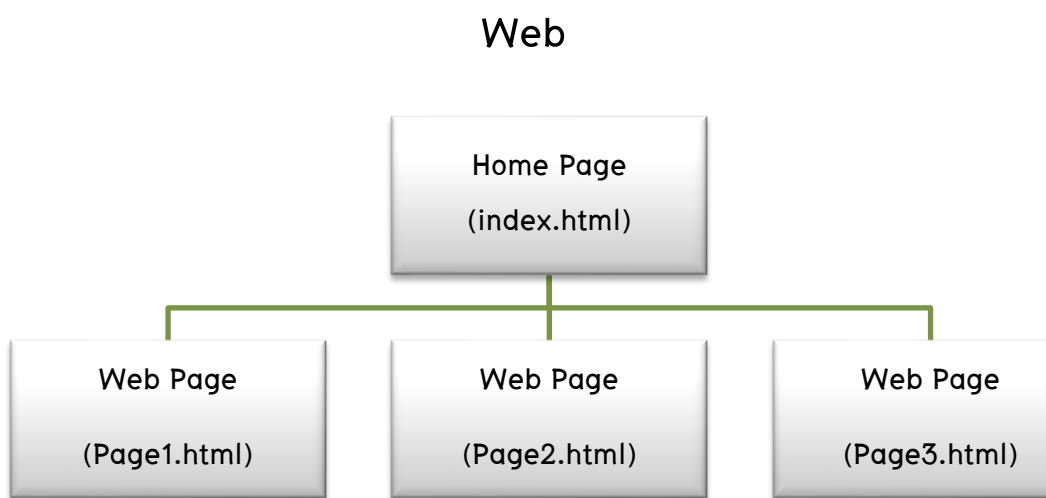 Web
Home Page
(index.html)
Web Page
(Page1.html)
Web Page
(Page2.html)
Web Page
(Page3.html)